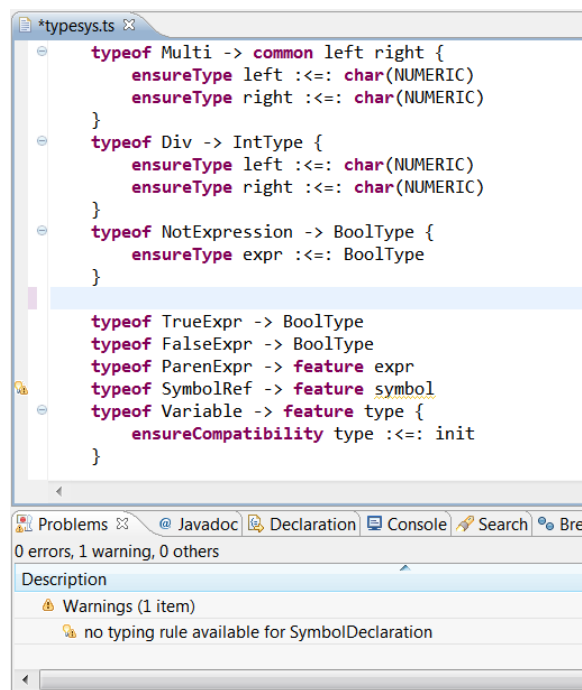 *typesys.ts
typeof Multi -> common left right {
ensureType left :<=: char(NUMERIC)
ensureType right :<=: char(NUMERIC)
}
typeof Div -> IntType {
ensureType left :<=: char(NUMERIC)
ensureType right :<=: char(NUMERIC)
}
typeof NotExpression -> BoolType {
ensureType expr :<=: BoolType
}
typeof TrueExpr -> BoolType
typeof FalseExpr -> BoolType
typeof ParenExpr -> feature expr
typeof SymbolRef -> feature symbol
typeof Variable -> feature type {
ensureCompatibility type :<=: init
}
Problems @ Javadoc Declaration Console Search Bre
0 errors, 1 warning, 0 others
Description
Warnings (1 item)
no typing rule available for SymbolDeclaration